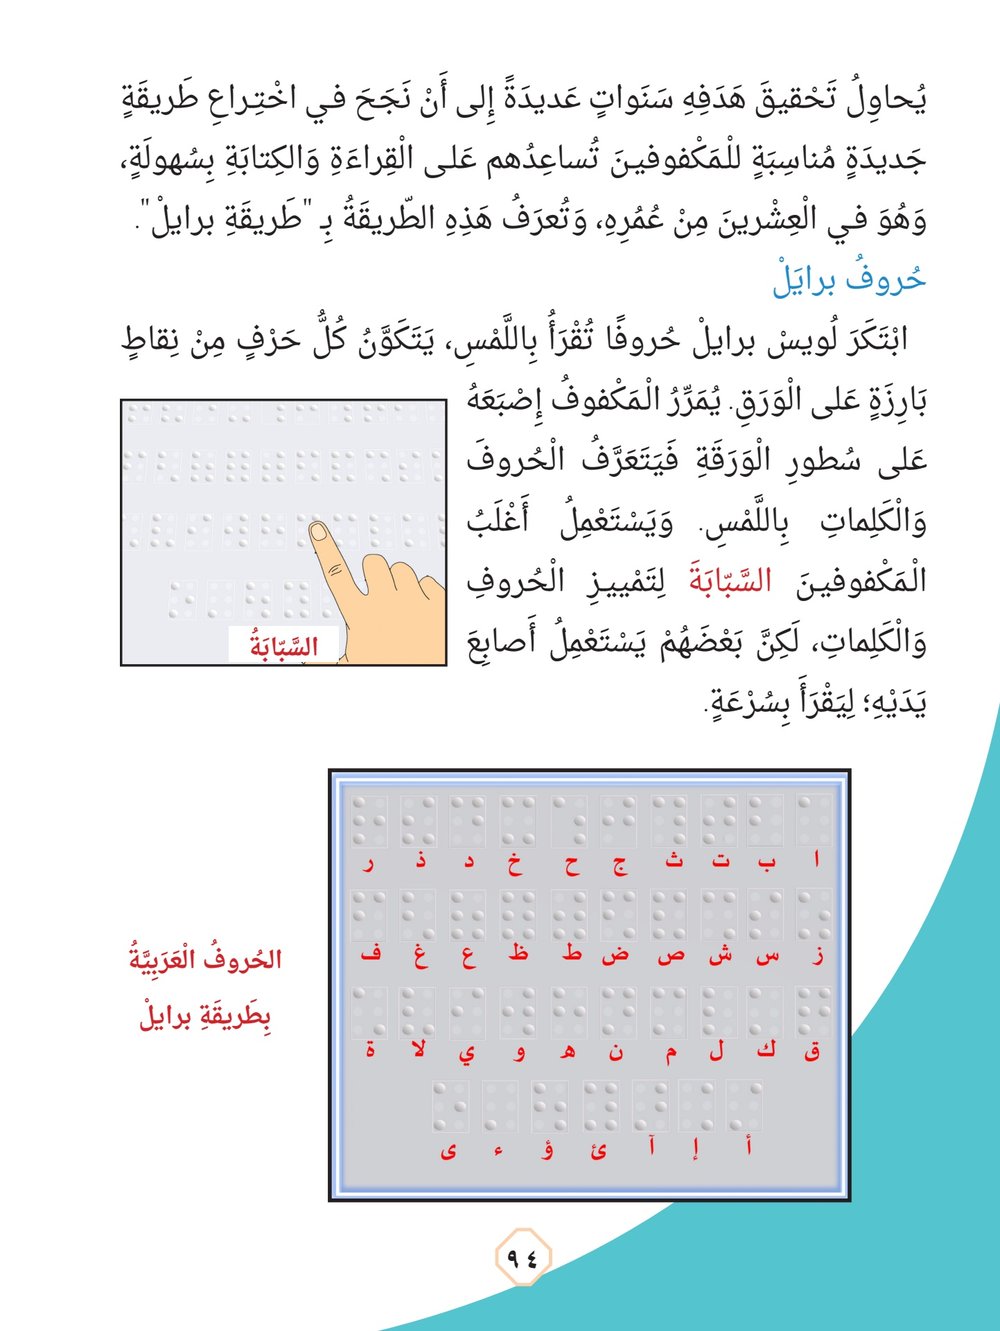 يُحاوِلُ تَحْقيقَ هَدَفِهِ سَنَواتٍ عَديدَةً إِلى أَنْ نَجَحَ في اخْتِراعِ طَريقَةٍ
جَديدَةٍ مُناسِبَةٍ للْمَكْفوفينَ تُساعِدُهم عَلى الْقِراءَةِ وَالكِتابَةِ بِسُهولَةٍ،
وَهُوَ في الْعِشْرينَ مِنْ عُمُرِهِ، وَتُعرَفُ هَذِهِ الطّريقَةُ بِـ "طَريقَةِ برايلْ".
حُروفُ برايَلْ
ابْتَكَرَ لُويسْ برايلْ حُروفًا تُقْرَأُ بِاللَّمْسِ، يَتَكَوَّنُ كُلُّ حَرْفٍ مِنْ نِقاطٍ
بَارِزَةٍ عَلى الْوَرَقِ. يُمَرِّرُ الْمَكْفوفُ إِصْبَعَهُ
عَلى سُطورِ الْوَرَقَةِ فَيَتَعَرَّفُ الْحُروفَ
وَالْكَلِماتِ بِاللَّمْسِ. وَيَسْتَعْمِلُ أَغْلَبُ
الْمَكْفوفينَ السَّبّابَةَ لِتَمْييزِ الْحُروفِ
وَالْكَلِماتِ، لَكِنَّ بَعْضَهُمْ يَسْتَعْمِلُ أَصابِعَ
يَدَيْهِ؛ لِيَقْرَأَ بِسُرْعَةٍ.
السَّبّابَةُ
ا ب ت ث ج ح خ د ذ ر
ز س ش ص ض ط ظ ع غ ف
ق ك ل م ن ه و ي لا ة
أ إ آ ئ ؤ ء ى
الحُروفُ الْعَرَبِيَّةُ
بِطَريقَةِ برايلْ
٩٤